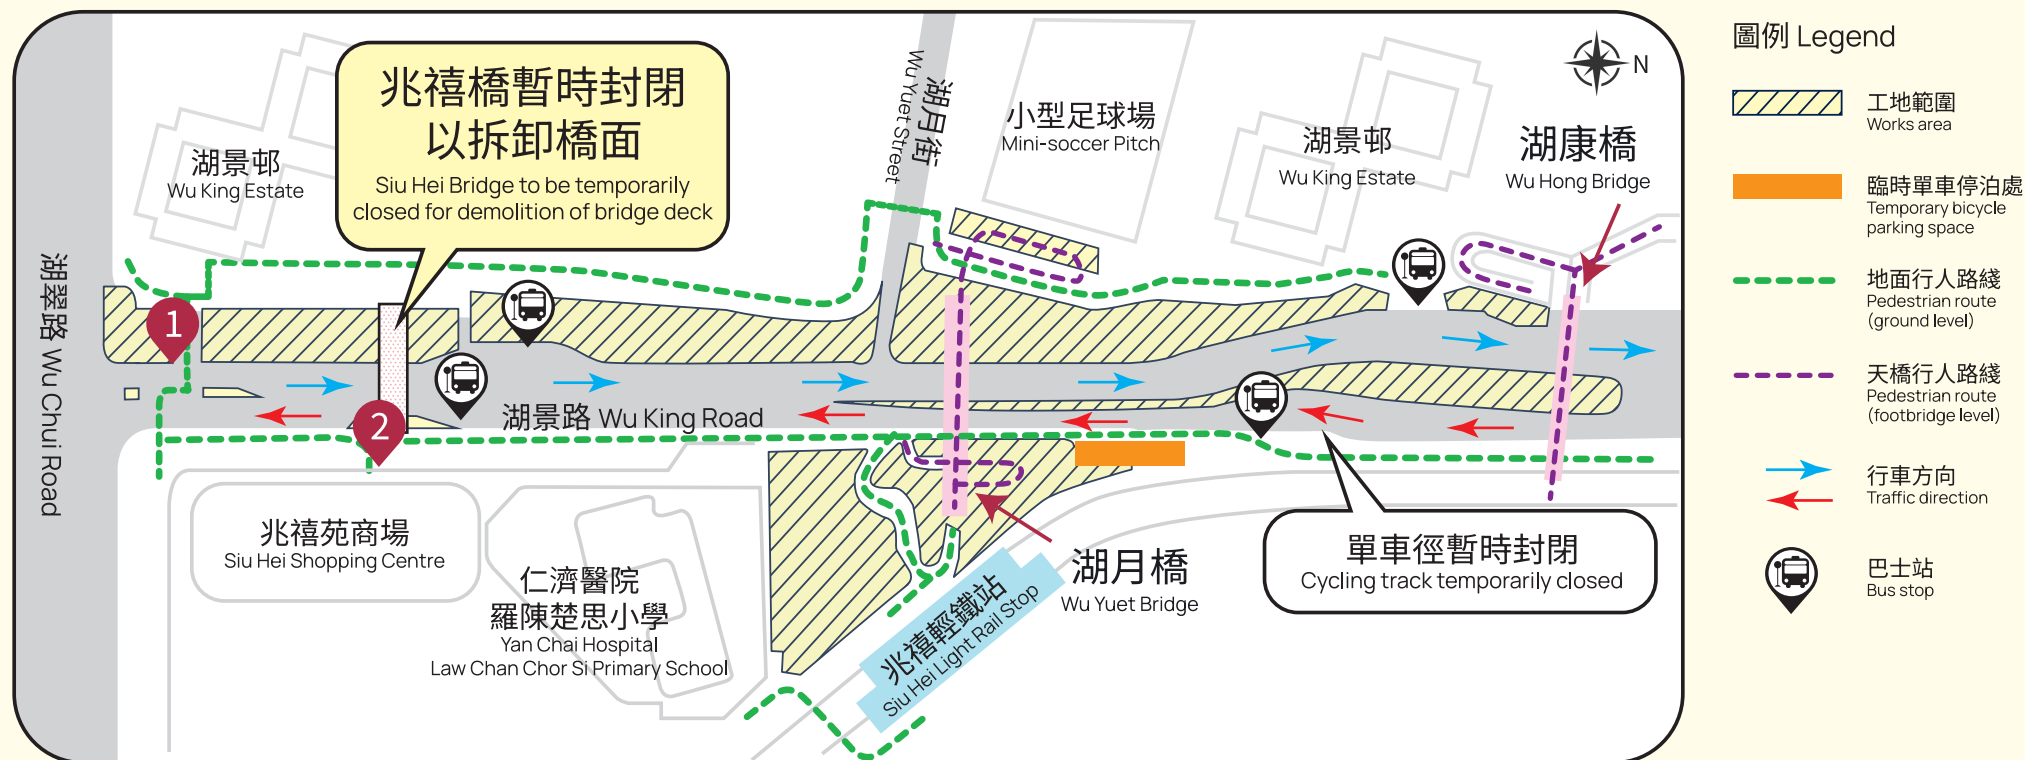 兆禧橋暫時封閉
以拆卸橋面
Siu Hei Bridge to be temporarily
closed for demolition of bridge deck
湖景邨
Wu King Estate
湖月街
Wu Yuet Street
小型足球場
Mini-soccer Pitch
湖景邨
Wu King Estate
N
湖康橋
Wu Hong Bridge
湖翠路 Wu Chui Road
1
2
湖景路 Wu King Road
兆禧苑商場
Siu Hei Shopping Centre
仁濟醫院
羅陳楚思小學
Yan Chai Hospital
Law Chan Chor Si Primary School
兆禧輕鐵站
Siu Hei Light Rail Stop
湖月橋
Wu Yuet Bridge
單車徑暫時封閉
Cycling track temporarily closed
圖例 Legend
工地範圍
Works area
臨時單車停泊處
Temporary bicycle
parking space
地面行人路綫
Pedestrian route
(ground level)
天橋行人路綫
Pedestrian route
(footbridge level)
行車方向
Traffic direction
巴士站
Bus stop